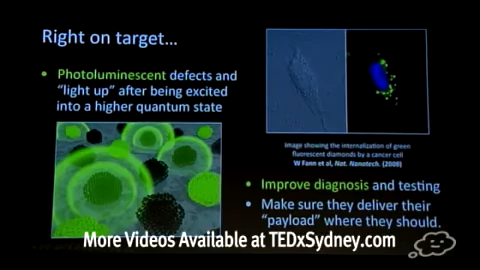 Right on target...
• Photoluminescent defects and
"light up" after being excited
into a higher quantum state
Image showing the internalization of green
fluorescent diamonds by a cancer cell
W Fann et al, Nat. Nanotech. (2008)
• Improve diagnosis and testing
• Make sure they deliver their
"payload" where they should.
More Videos Available at TEDxSydney.com